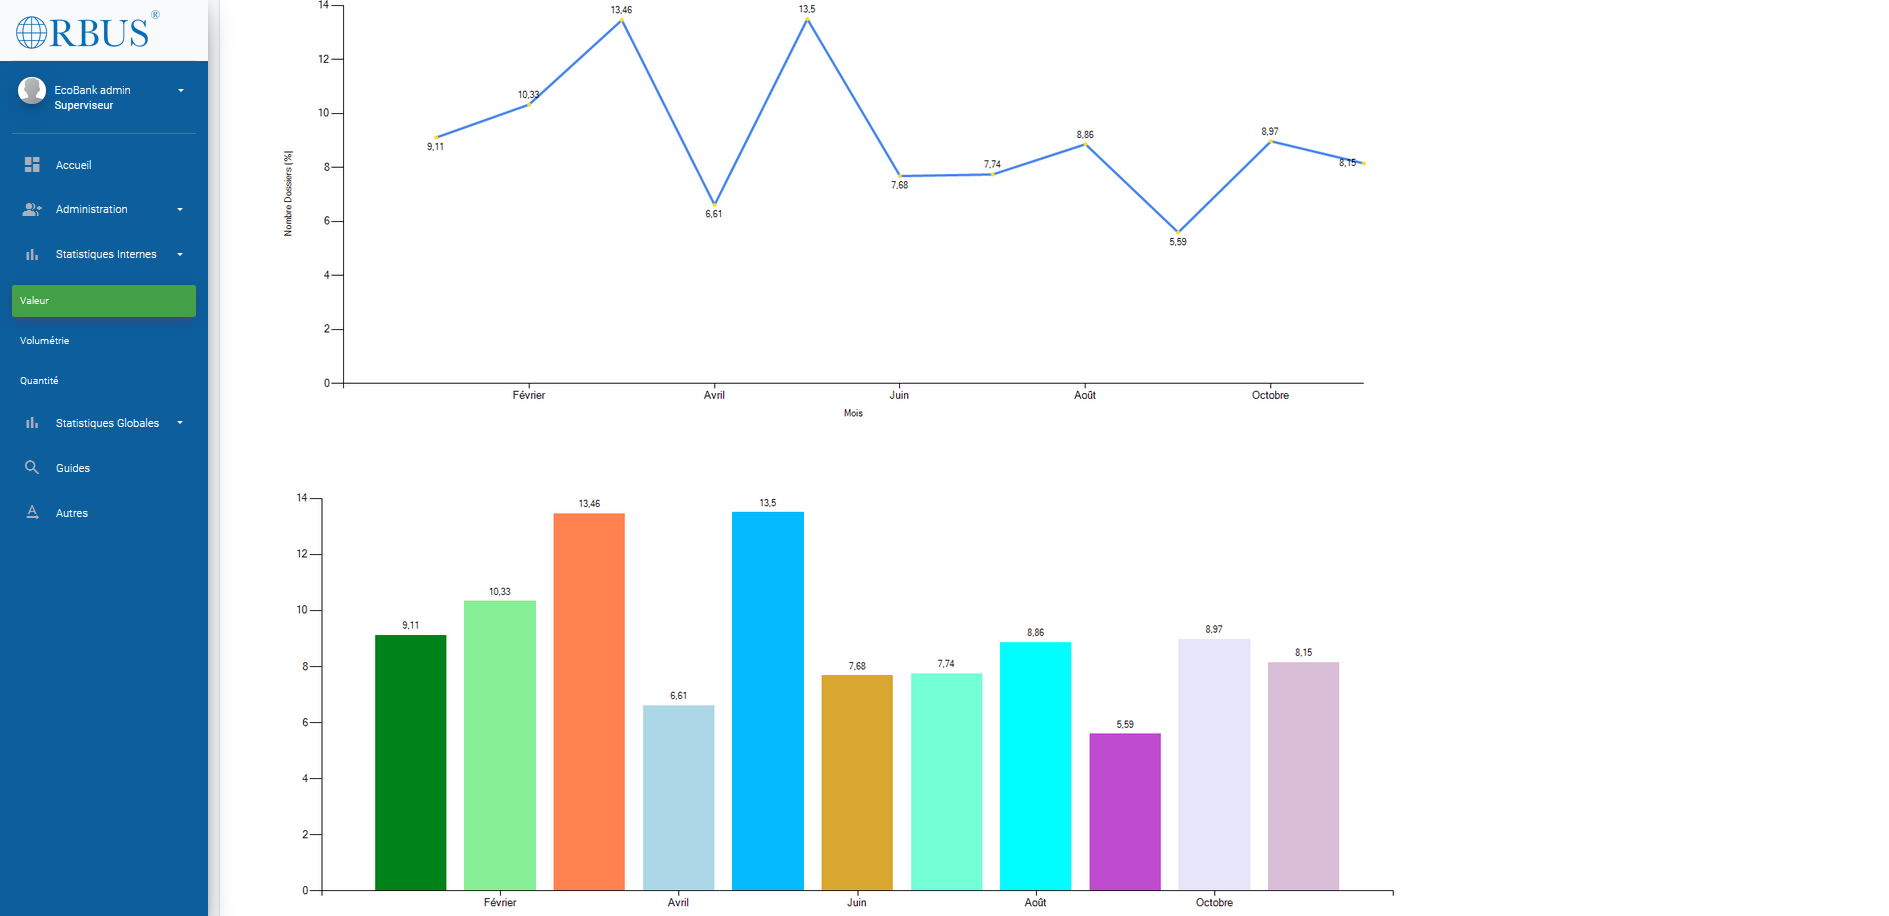 ORBUS®
EcoBank admin
Superviseur
Accueil
Administration
Statistiques Internes
Valeur
Volumétrie
Quantité
Statistiques Globales
Guides
Autres
14
12
10
8
6
4
2
0
Nombre Dossiers (%)
9,11
10,33
13,46
6,61
13,5
7,68
7,74
8,86
5,59
8,97
8,15
Février
Avril
Juin
Août
Octobre
Mois
14
12
10
8
6
4
2
0
9,11
10,33
13,46
6,61
13,5
7,68
7,74
8,86
5,59
8,97
8,15
Février
Avril
Juin
Août
Octobre